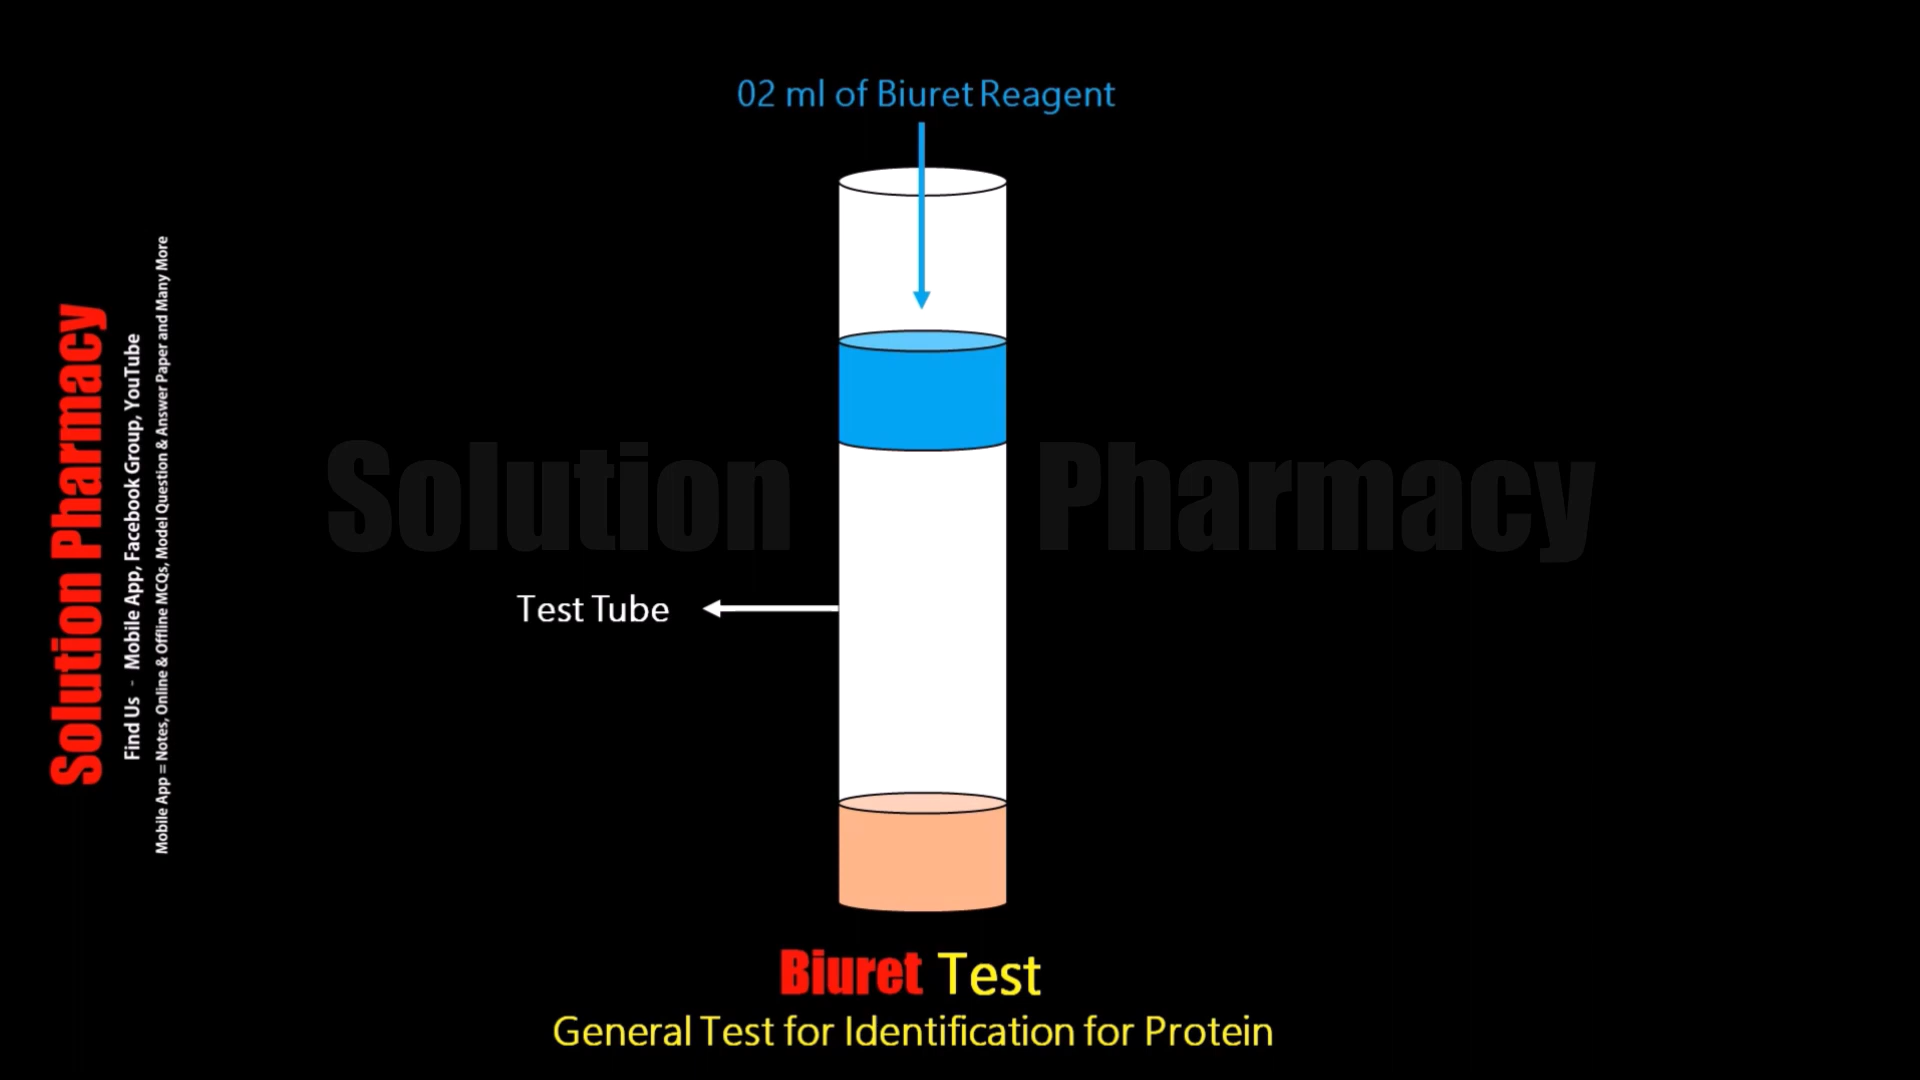 02 ml of Biuret Reagent
Solution Pharmacy
Test Tube
Biuret Test
General Test for Identification for Protein
Solution Pharmacy
Find Us - Mobile App, Facebook Group, YouTube
Mobile App = Notes, Online & Offline MCQs, Model Question & Answer Paper and Many More